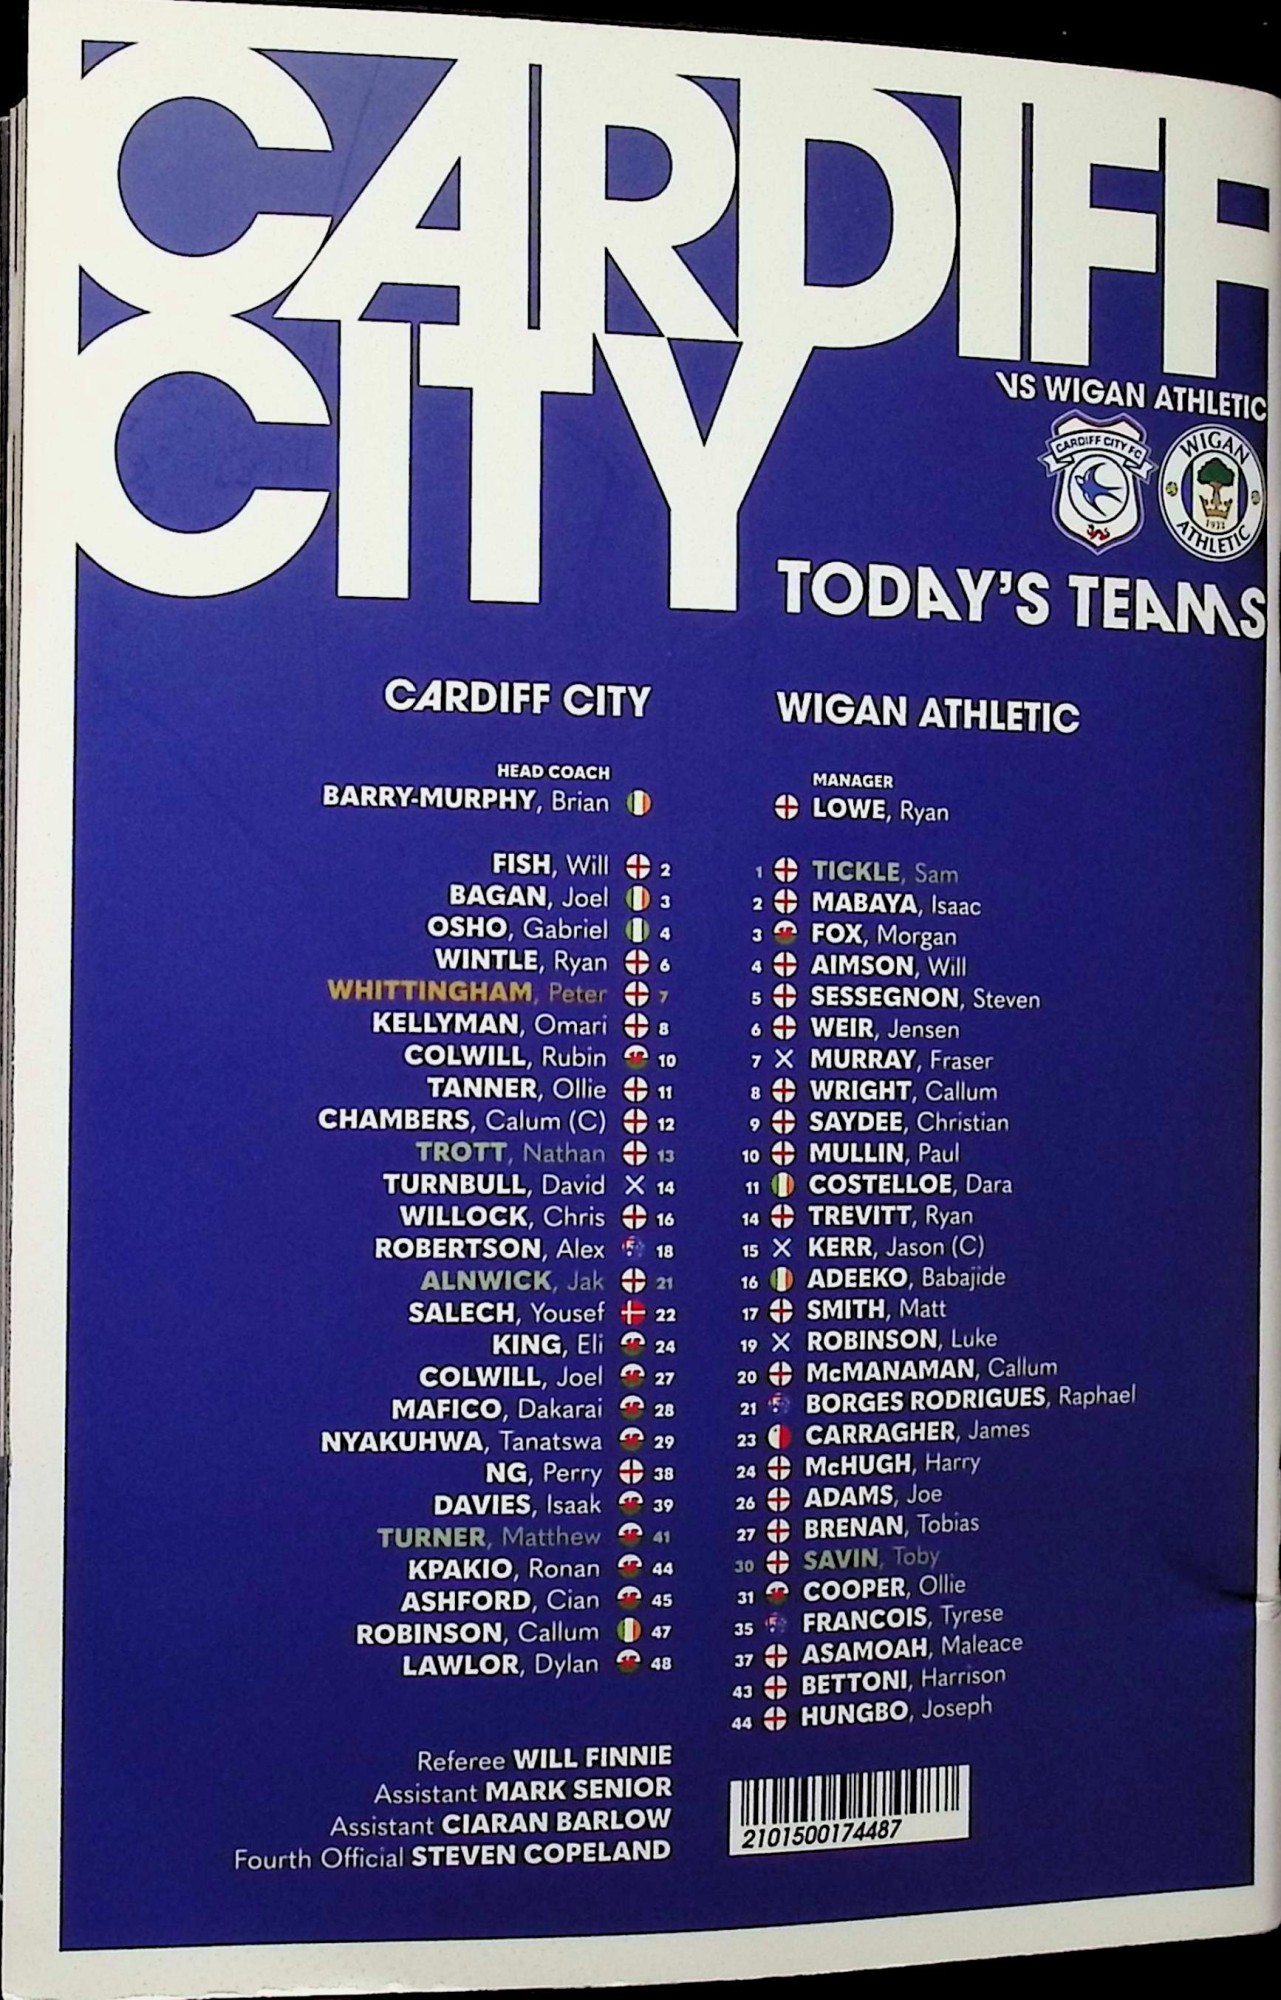 CARDIFF
CITY
VS WIGAN ATHLETIC
CARDIFF CITY FC
WIGAN
1932
ATHLETIC
TODAY'S TEAMS
CARDIFF CITY
HEAD COACH
BARRY-MURPHY, Brian
FISH, Will 2
BAGAN, Joel 3
OSHO, Gabriel 4
WINTLE, Ryan 6
WHITTINGHAM, Peter 7
KELLYMAN, Omari 8
COLWILL, Rubin 10
TANNER, Ollie 11
CHAMBERS, Calum (C) 12
TROTT, Nathan 13
TURNBULL, David 14
WILLOCK, Chris 16
ROBERTSON, Alex 18
ALNWICK, Jak 21
SALECH, Yousef 22
KING, Eli 24
COLWILL, Joel 27
MAFICO, Dakarai 28
NYAKUHWA, Tanatswa 29
NG, Perry 38
DAVIES, Isaak 39
TURNER, Matthew 41
KPAKIO, Ronan 44
ASHFORD, Cian 45
ROBINSON, Callum 47
LAWLOR, Dylan 48
WIGAN ATHLETIC
MANAGER
LOWE, Ryan
1 TICKLE, Sam
2 MABAYA, Isaac
3 FOX, Morgan
4 AIMSON, Will
5 SESSEGNON, Steven
6 WEIR, Jensen
7 MURRAY, Fraser
8 WRIGHT, Callum
9 SAYDEE, Christian
10 MULLIN, Paul
11 COSTELLOE, Dara
14 TREVITT, Ryan
15 KERR, Jason (C)
16 ADEEKO, Babajide
17 SMITH, Matt
19 ROBINSON, Luke
20 McMANAMAN, Callum
21 BORGES RODRIGUES, Raphael
23 CARRAGHER, James
24 McHUGH, Harry
26 ADAMS, Joe
27 BRENAN, Tobias
30 SAVIN, Toby
31 COOPER, Ollie
35 FRANCOIS, Tyrese
37 ASAMOAH, Maleace
43 BETTONI, Harrison
44 HUNGBO, Joseph
Referee WILL FINNIE
Assistant MARK SENIOR
Assistant CIARAN BARLOW
Fourth Official STEVEN COPELAND
2101500174487